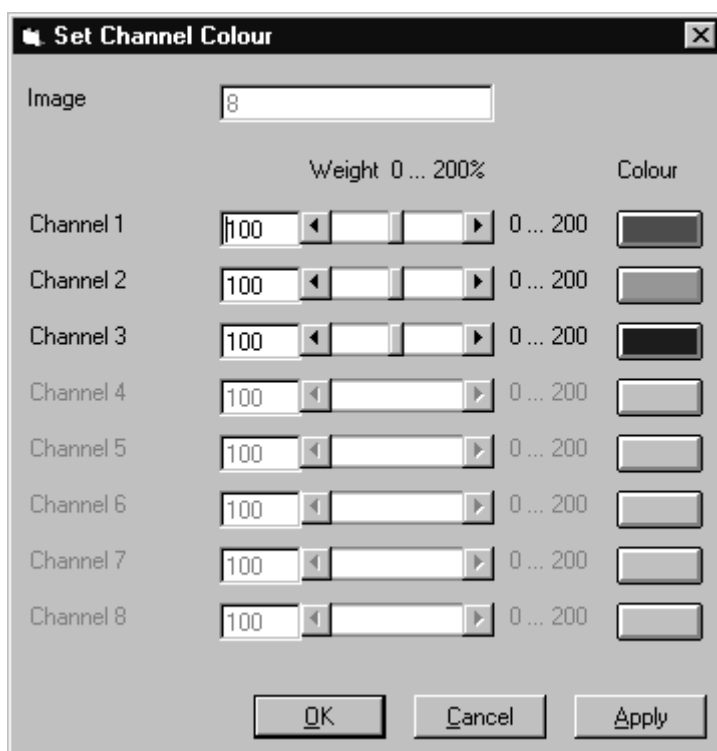 Set Channel Colour
Image 8
Weight 0 ... 200% Colour
Channel 1 100 0 ... 200
Channel 2 100 0 ... 200
Channel 3 100 0 ... 200
Channel 4 100 0 ... 200
Channel 5 100 0 ... 200
Channel 6 100 0 ... 200
Channel 7 100 0 ... 200
Channel 8 100 0 ... 200
OK Cancel Apply